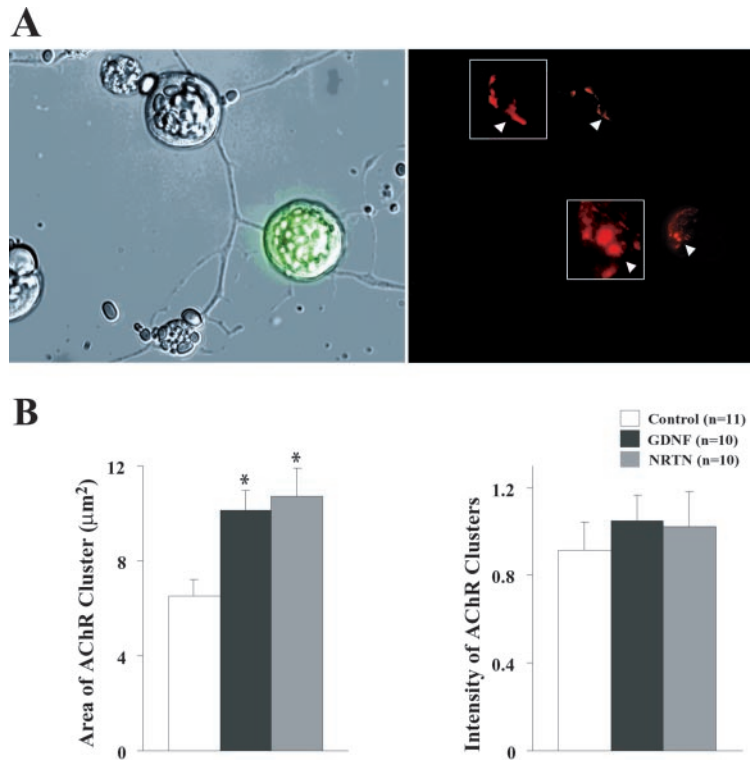 A
B
Control (n=11)
GDNF (n=10)
NRTN (n=10)
Area of AChR Cluster (μm²)
12
8
4
0
*
*
Intensity of AChR Clusters
1.2
0.8
0.4
0